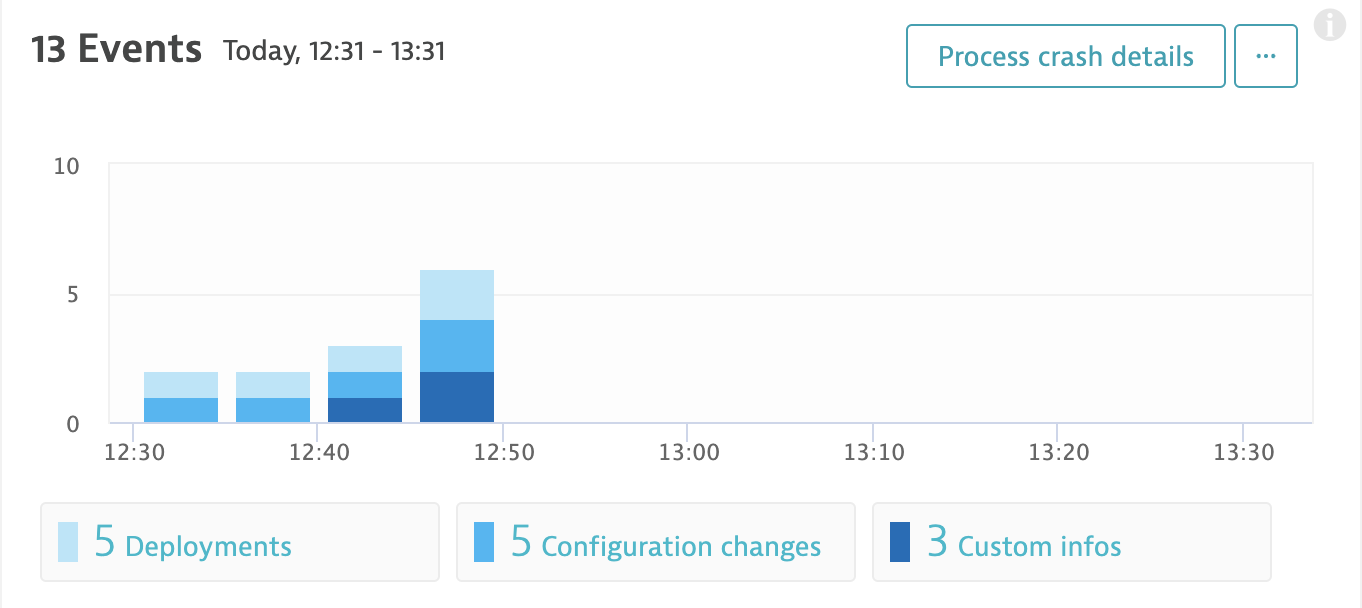 13 Events Today, 12:31 - 13:31
Process crash details
...
i
10
5
0
12:30 12:40 12:50 13:00 13:10 13:20 13:30
5 Deployments
5 Configuration changes
3 Custom infos